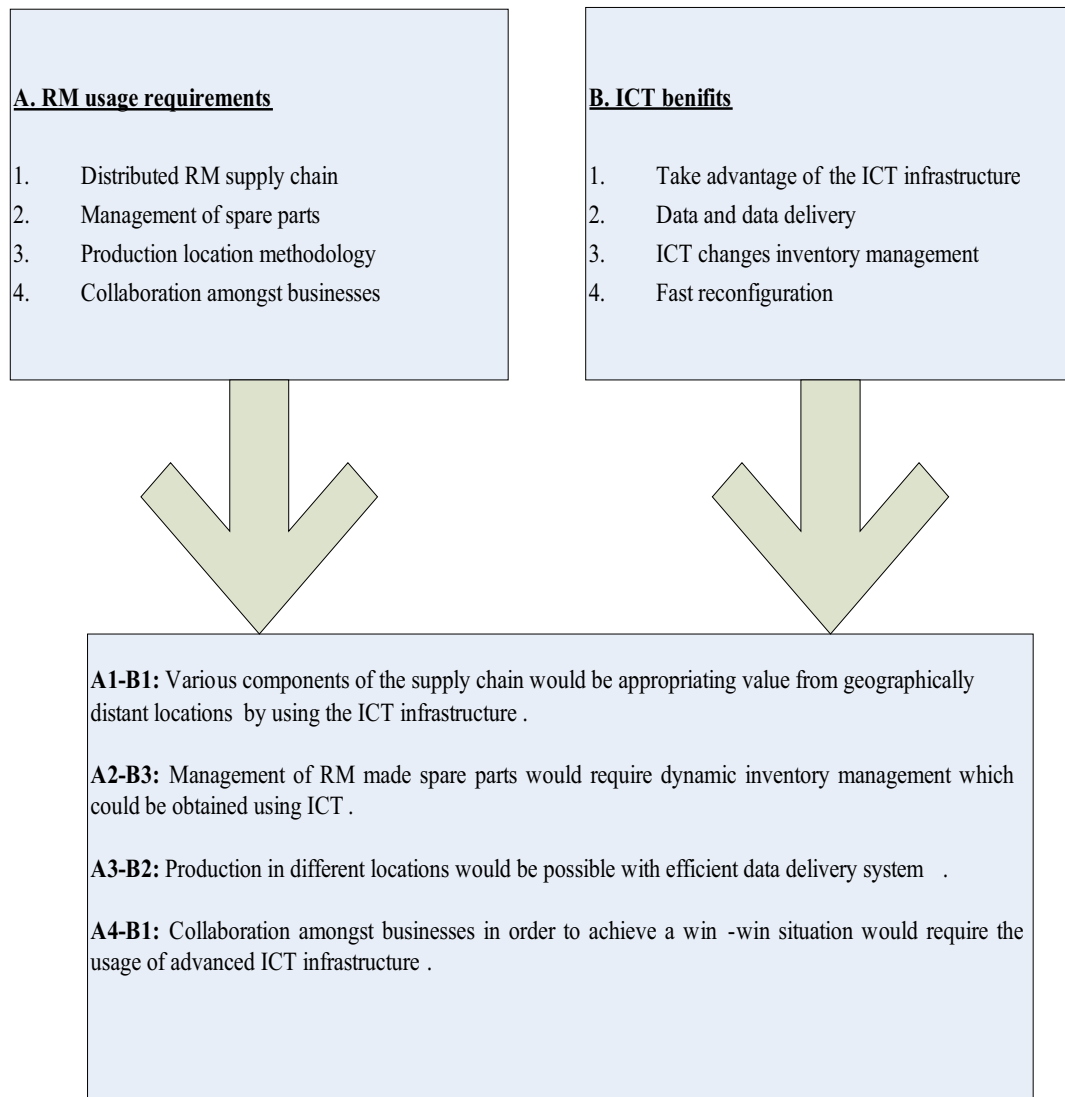 A. RM usage requirements
1. Distributed RM supply chain
2. Management of spare parts
3. Production location methodology
4. Collaboration amongst businesses
B. ICT benifits
1. Take advantage of the ICT infrastructure
2. Data and data delivery
3. ICT changes inventory management
4. Fast reconfiguration
A1-B1: Various components of the supply chain would be appropriating value from geographically
distant locations by using the ICT infrastructure .
A2-B3: Management of RM made spare parts would require dynamic inventory management which
could be obtained using ICT .
A3-B2: Production in different locations would be possible with efficient data delivery system .
A4-B1: Collaboration amongst businesses in order to achieve a win -win situation would require the
usage of advanced ICT infrastructure .